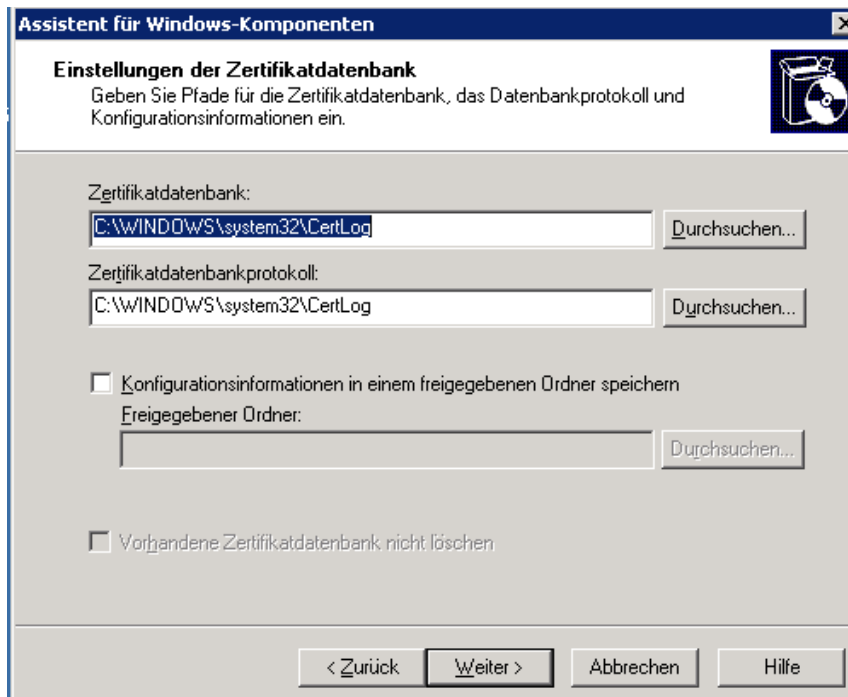 Assistent für Windows-Komponenten
Einstellungen der Zertifikatdatenbank
Geben Sie Pfade für die Zertifikatdatenbank, das Datenbankprotokoll und
Konfigurationsinformationen ein.
Zertifikatdatenbank:
C:\WINDOWS\system32\CertLog
Durchsuchen...
Zertifikatdatenbankprotokoll:
C:\WINDOWS\system32\CertLog
Durchsuchen...
Konfigurationsinformationen in einem freigegebenen Ordner speichern
Freigegebener Ordner:
Durchsuchen...
Vorhandene Zertifikatdatenbank nicht löschen
< Zurück
Weiter >
Abbrechen
Hilfe